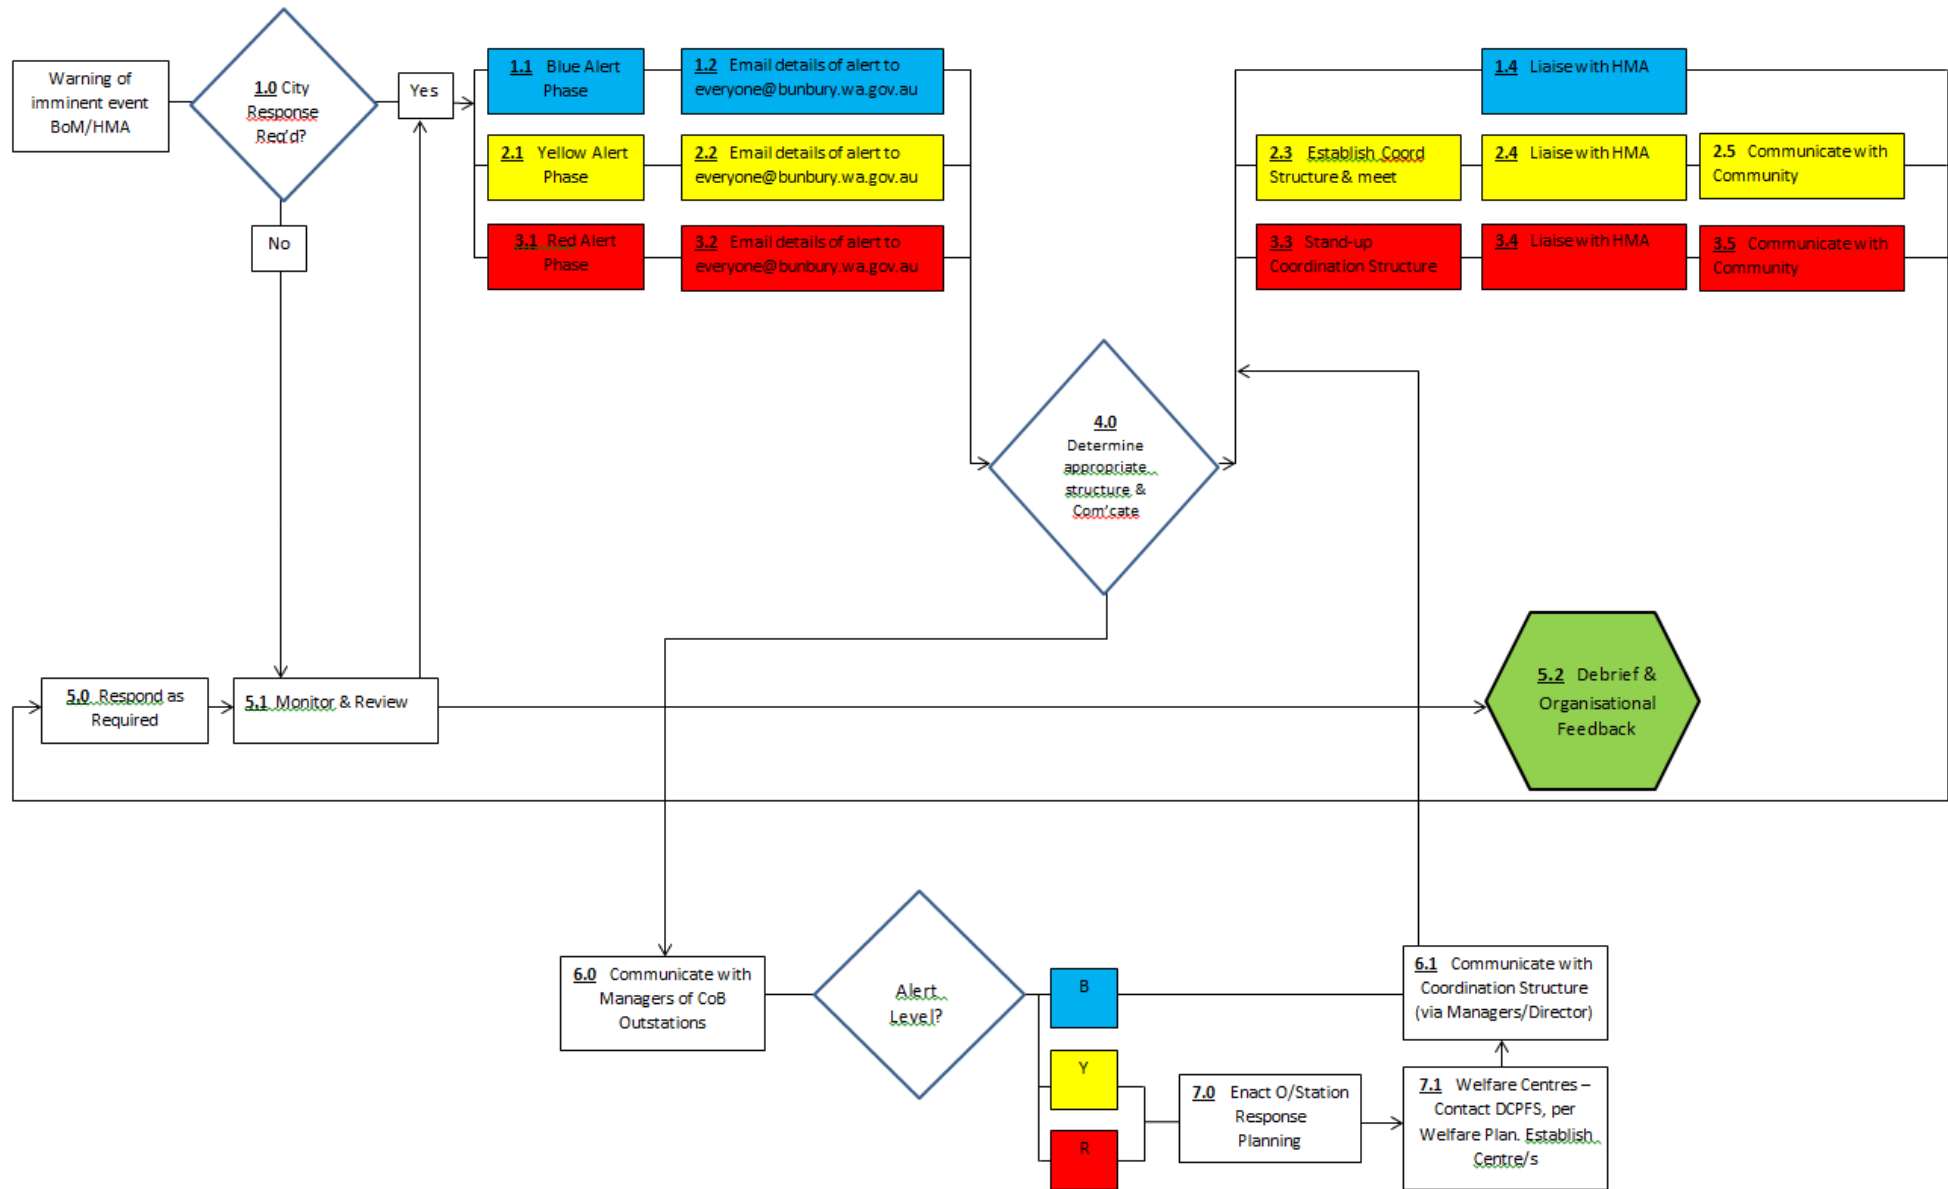 Warning of
imminent event
BoM/HMA
1.0 City
Response
Req'd?
Yes
No
1.1 Blue Alert
Phase
1.2 Email details of alert to
everyone@bunbury.wa.gov.au
2.1 Yellow Alert
Phase
2.2 Email details of alert to
everyone@bunbury.wa.gov.au
3.1 Red Alert
Phase
3.2 Email details of alert to
everyone@bunbury.wa.gov.au
1.4 Liaise with HMA
2.3 Establish Coord
Structure & meet
2.4 Liaise with HMA
2.5 Communicate with
Community
3.3 Stand-up
Coordination Structure
3.4 Liaise with HMA
3.5 Communicate with
Community
4.0
Determine
appropriate
structure &
Com'cate
5.0 Respond as
Required
5.1 Monitor & Review
5.2 Debrief &
Organisational
Feedback
6.0 Communicate with
Managers of CoB
Outstations
Alert
Level?
B
Y
R
6.1 Communicate with
Coordination Structure
(via Managers/Director)
7.0 Enact O/Station
Response
Planning
7.1 Welfare Centres –
Contact DCPFS, per
Welfare Plan. Establish
Centre/s